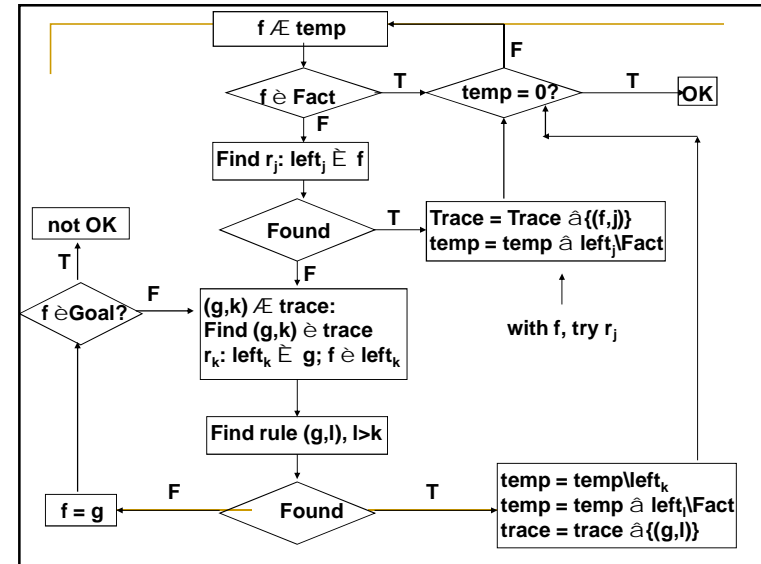 f Æ temp
F
f è Fact
T
temp = 0?
T
OK
F
Find rj: leftj È f
Found
T
Trace = Trace â{(f,j)}
temp = temp â leftj\Fact
not OK
T
F
f èGoal?
F
(g,k) Æ trace:
Find (g,k) è trace
rk: leftk È g; f è leftk
with f, try rj
Find rule (g,l), l>k
f = g
F
Found
T
temp = temp\leftk
temp = temp â leftl\Fact
trace = trace â{(g,l)}